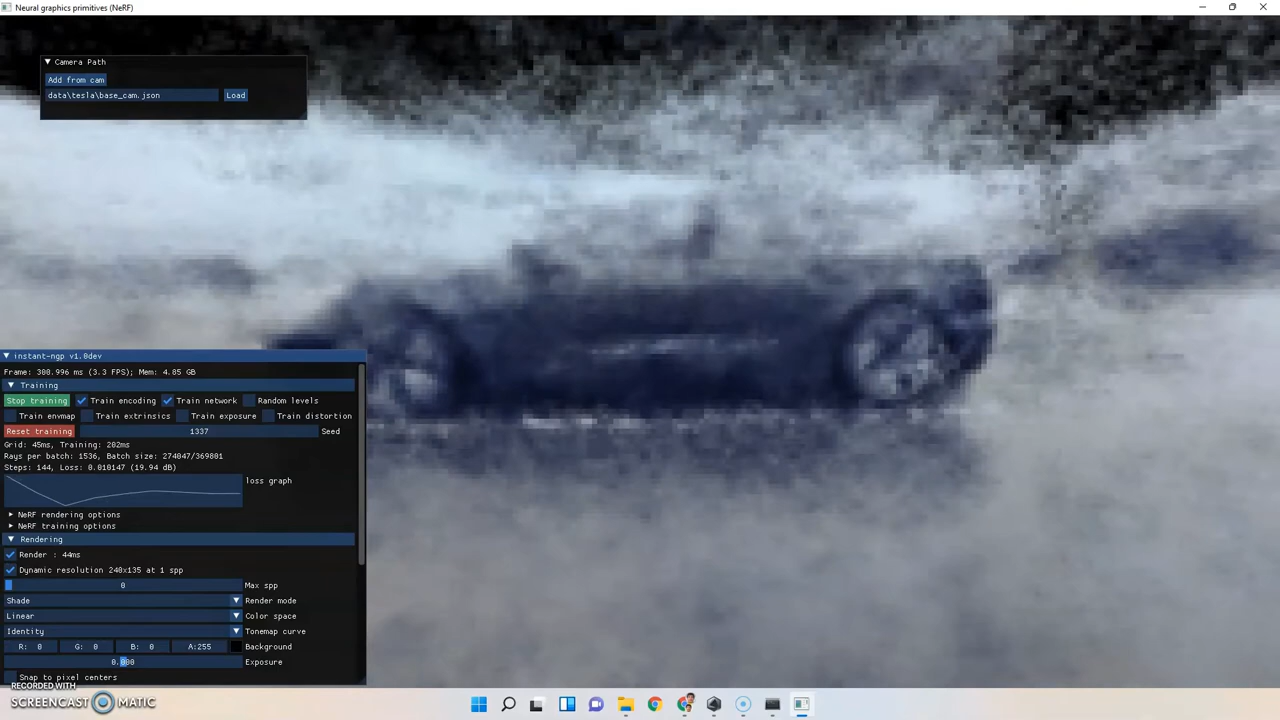 Neural graphics primitives (NeRF)
Camera Path
Add from cam
data\tesla\base_cam.json Load
instant-ngp v1.0dev
Frame: 300.996 ms (3.3 FPS); Mem: 4.85 GB
Training
Stop training Train encoding Train network Random levels
Train envmap Train extrinsics Train exposure Train distortion
Reset training 1337 Seed
Grid: 45ms, Training: 202ms
Rays per batch: 1536, Batch size: 274047/369801
Steps: 144, Loss: 0.010147 (19.94 dB)
loss graph
NeRF rendering options
NeRF training options
Rendering
Render : 44ms
Dynamic resolution 240x135 at 1 spp
0 Max spp
Shade Render mode
Linear Color space
Identity Tonemap curve
R: 0 G: 0 B: 0 A:255 Background
0.000 Exposure
Snap to pixel centers
RECORDED WITH
SCREENCAST MATIC